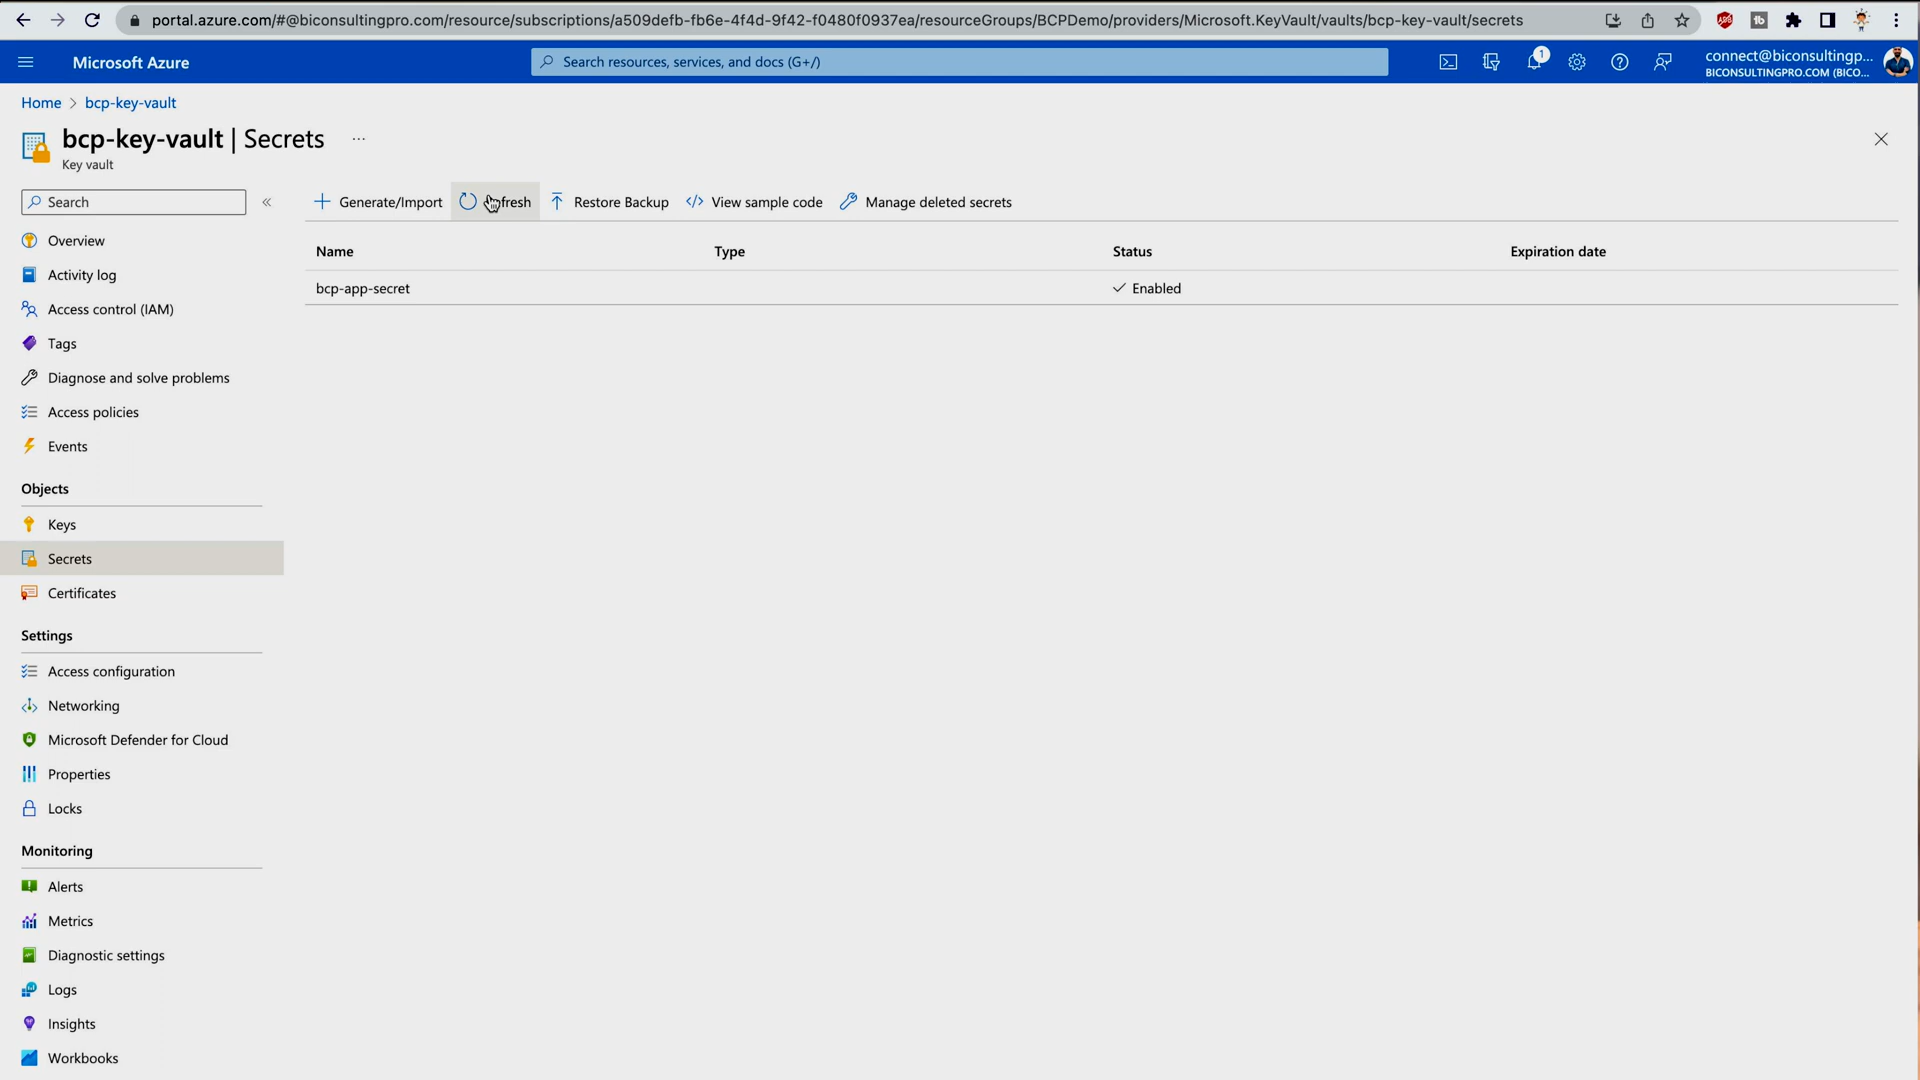 portal.azure.com/#@biconsultingpro.com/resource/subscriptions/a509defb-fb6e-4f4d-9f42-f0480f0937ea/resourceGroups/BCPDemo/providers/Microsoft.KeyVault/vaults/bcp-key-vault/secrets
Microsoft Azure
Search resources, services, and docs (G+/)
1
connect@biconsultingp...
BICONSULTINGPRO.COM (BICO...
Home > bcp-key-vault
bcp-key-vault | Secrets ...
Key vault
Search
«
Generate/Import
Restore Backup
View sample code
Manage deleted secrets
Name Type Status Expiration date
bcp-app-secret Enabled
Overview
Activity log
Access control (IAM)
Tags
Diagnose and solve problems
Access policies
Events
Objects
Keys
Secrets
Certificates
Settings
Access configuration
Networking
Microsoft Defender for Cloud
Properties
Locks
Monitoring
Alerts
Metrics
Diagnostic settings
Logs
Insights
Workbooks